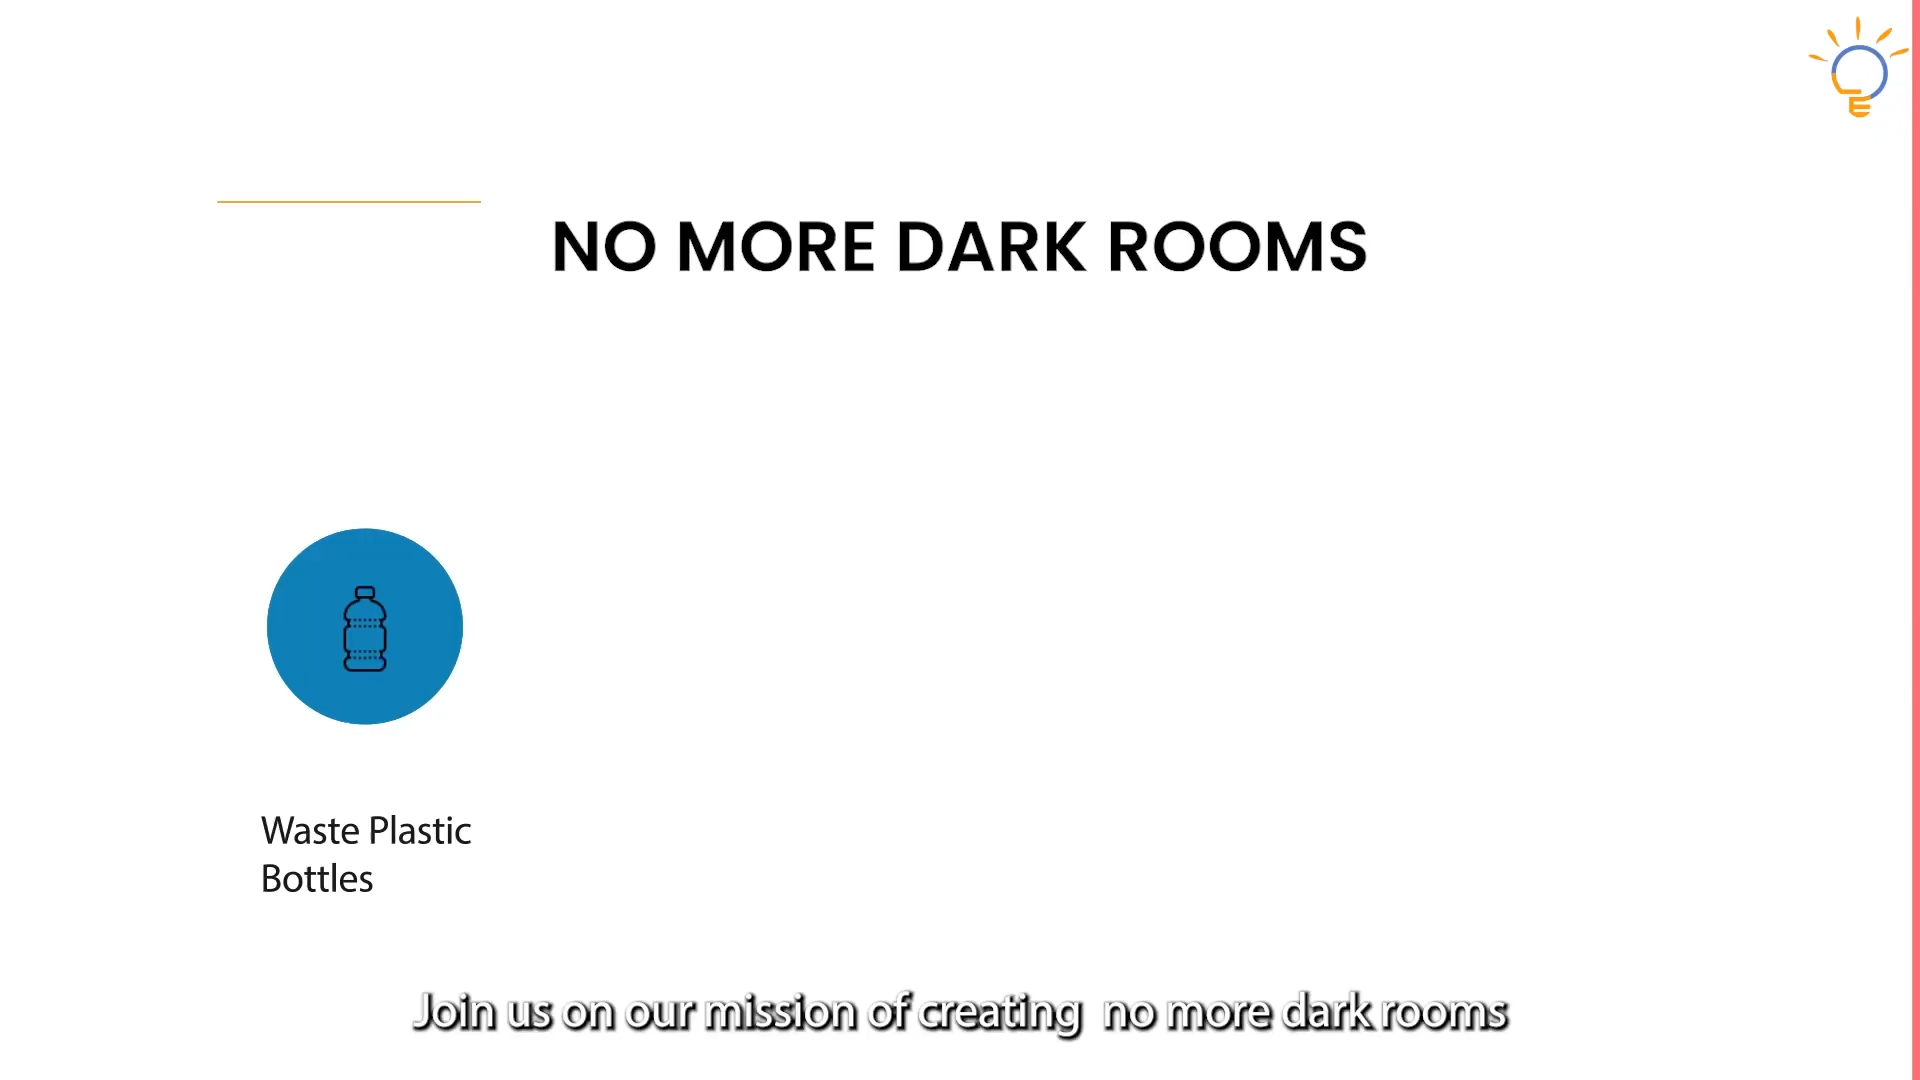 NO MORE DARK ROOMS
Waste Plastic
Bottles
Join us on our mission of creating  no more dark rooms